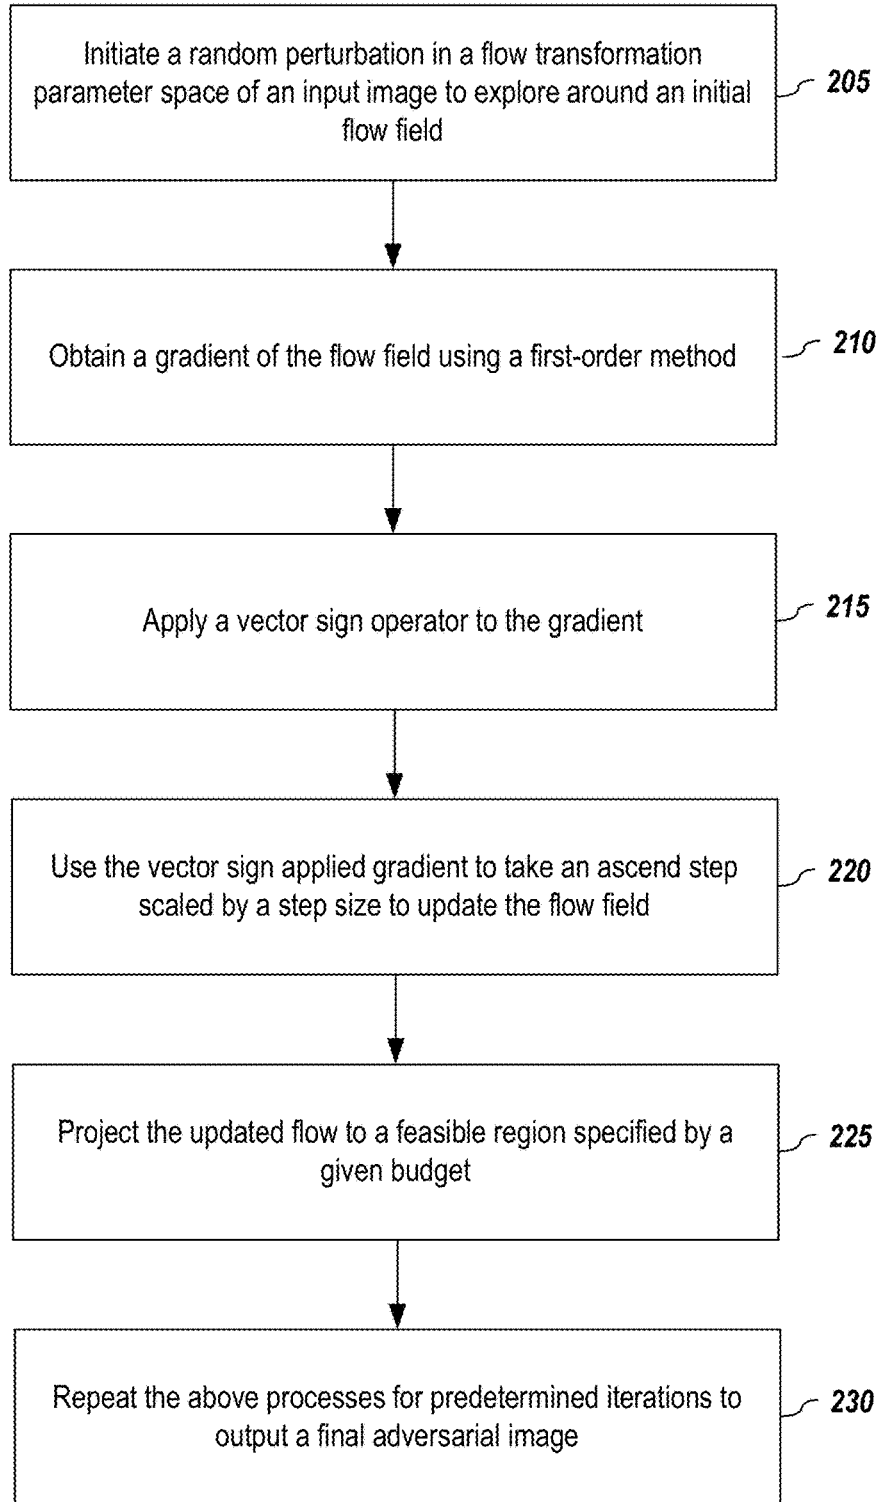 Initiate a random perturbation in a flow transformation
parameter space of an input image to explore around an initial
flow field
205
Obtain a gradient of the flow field using a first-order method
210
Apply a vector sign operator to the gradient
215
Use the vector sign applied gradient to take an ascend step
scaled by a step size to update the flow field
220
Project the updated flow to a feasible region specified by a
given budget
225
Repeat the above processes for predetermined iterations to
output a final adversarial image
230